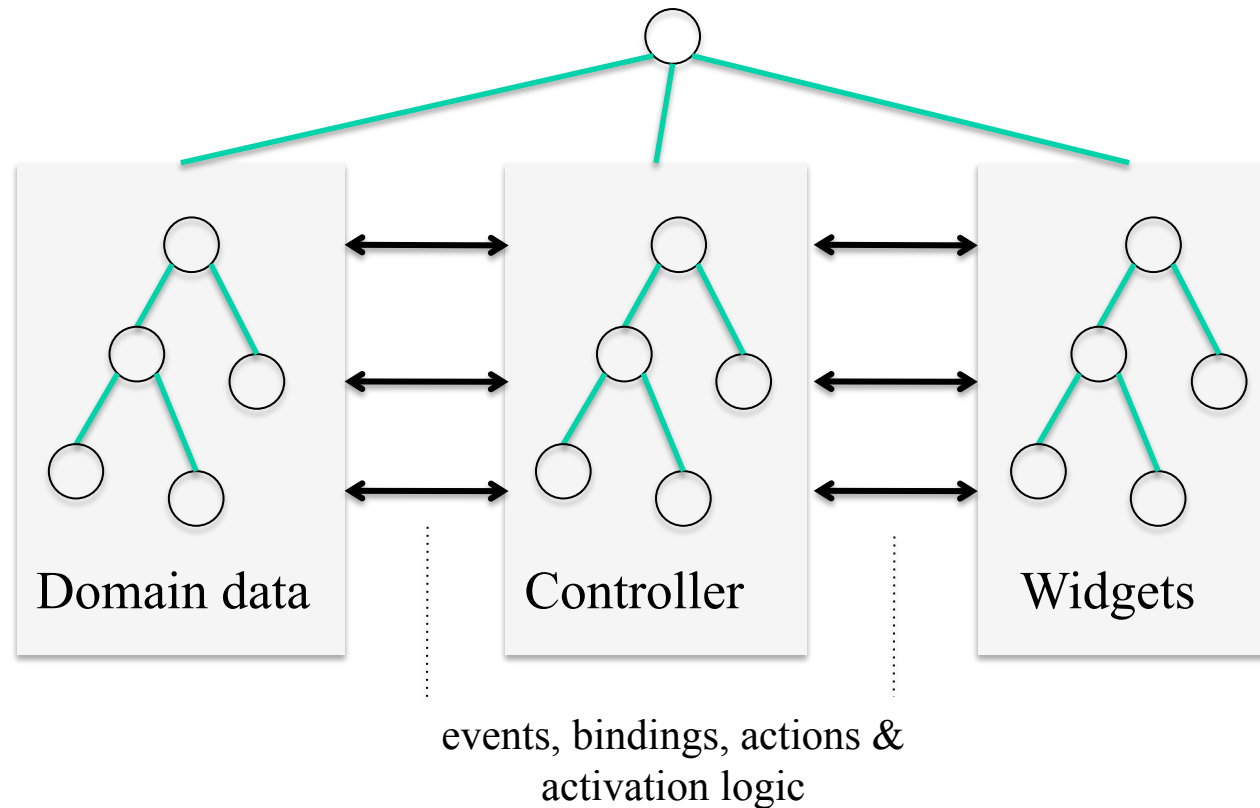 Domain data
Controller
Widgets
events, bindings, actions &
activation logic